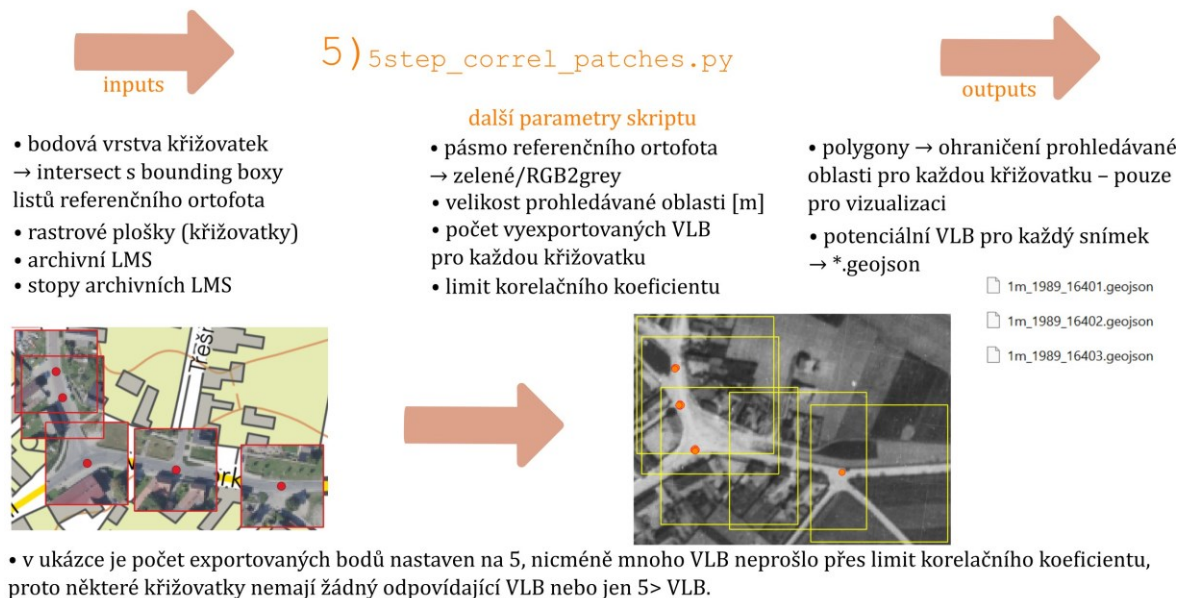 5) 5step_correl_patches.py
inputs
• bodová vrstva křižovatek
→ intersect s bounding boxy
listů referenčního ortofota
• rastrové plošky (křižovatky)
• archivní LMS
• stopy archivních LMS
další parametry skriptu
• pásmo referenčního ortofota
→ zelené/RGB2grey
• velikost prohledávané oblasti [m]
• počet vyexportovaných VLB
pro každou křižovatku
• limit korelačního koeficientu
outputs
• polygony → ohraničení prohledávané
oblasti pro každou křižovatku – pouze
pro vizualizaci
• potenciální VLB pro každý snímek
→ *.geojson
1m_1989_16401.geojson
1m_1989_16402.geojson
1m_1989_16403.geojson
• v ukázce je počet exportovaných bodů nastaven na 5, nicméně mnoho VLB neprošlo přes limit korelačního koeficientu,
proto některé křižovatky nemají žádný odpovídající VLB nebo jen 5> VLB.